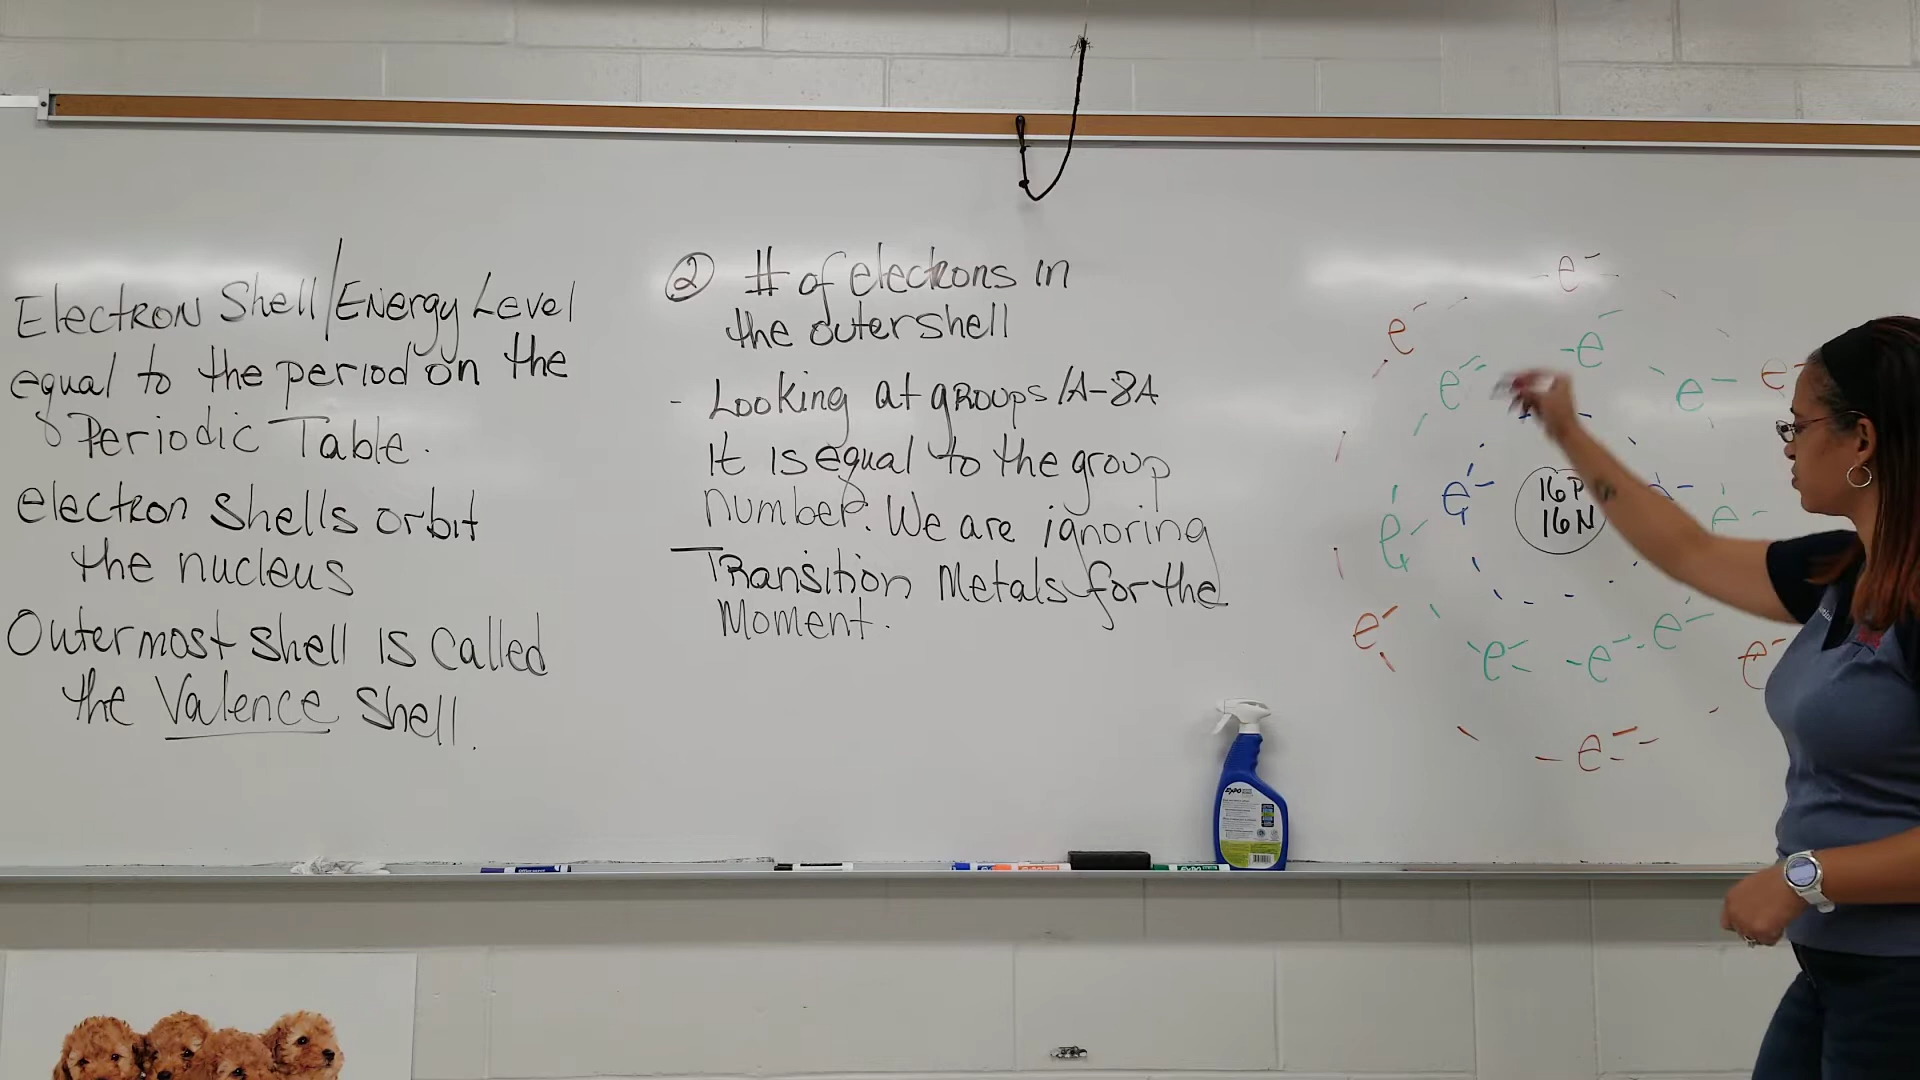 Electron Shell/Energy Level
equal to the period on the
Periodic Table.
electron shells orbit
the nucleus
Outermost shell is called
the Valence Shell.
② # of electrons in
the outershell
- Looking at groups 1A-8A
It is equal to the group
number. We are ignoring
Transition Metals for the
Moment.
e-
e-
e-
e-
e-
e-
e-
16P
16N
e-
e-
e-
e-
e-
e-
e-
e-
e-
EXPO